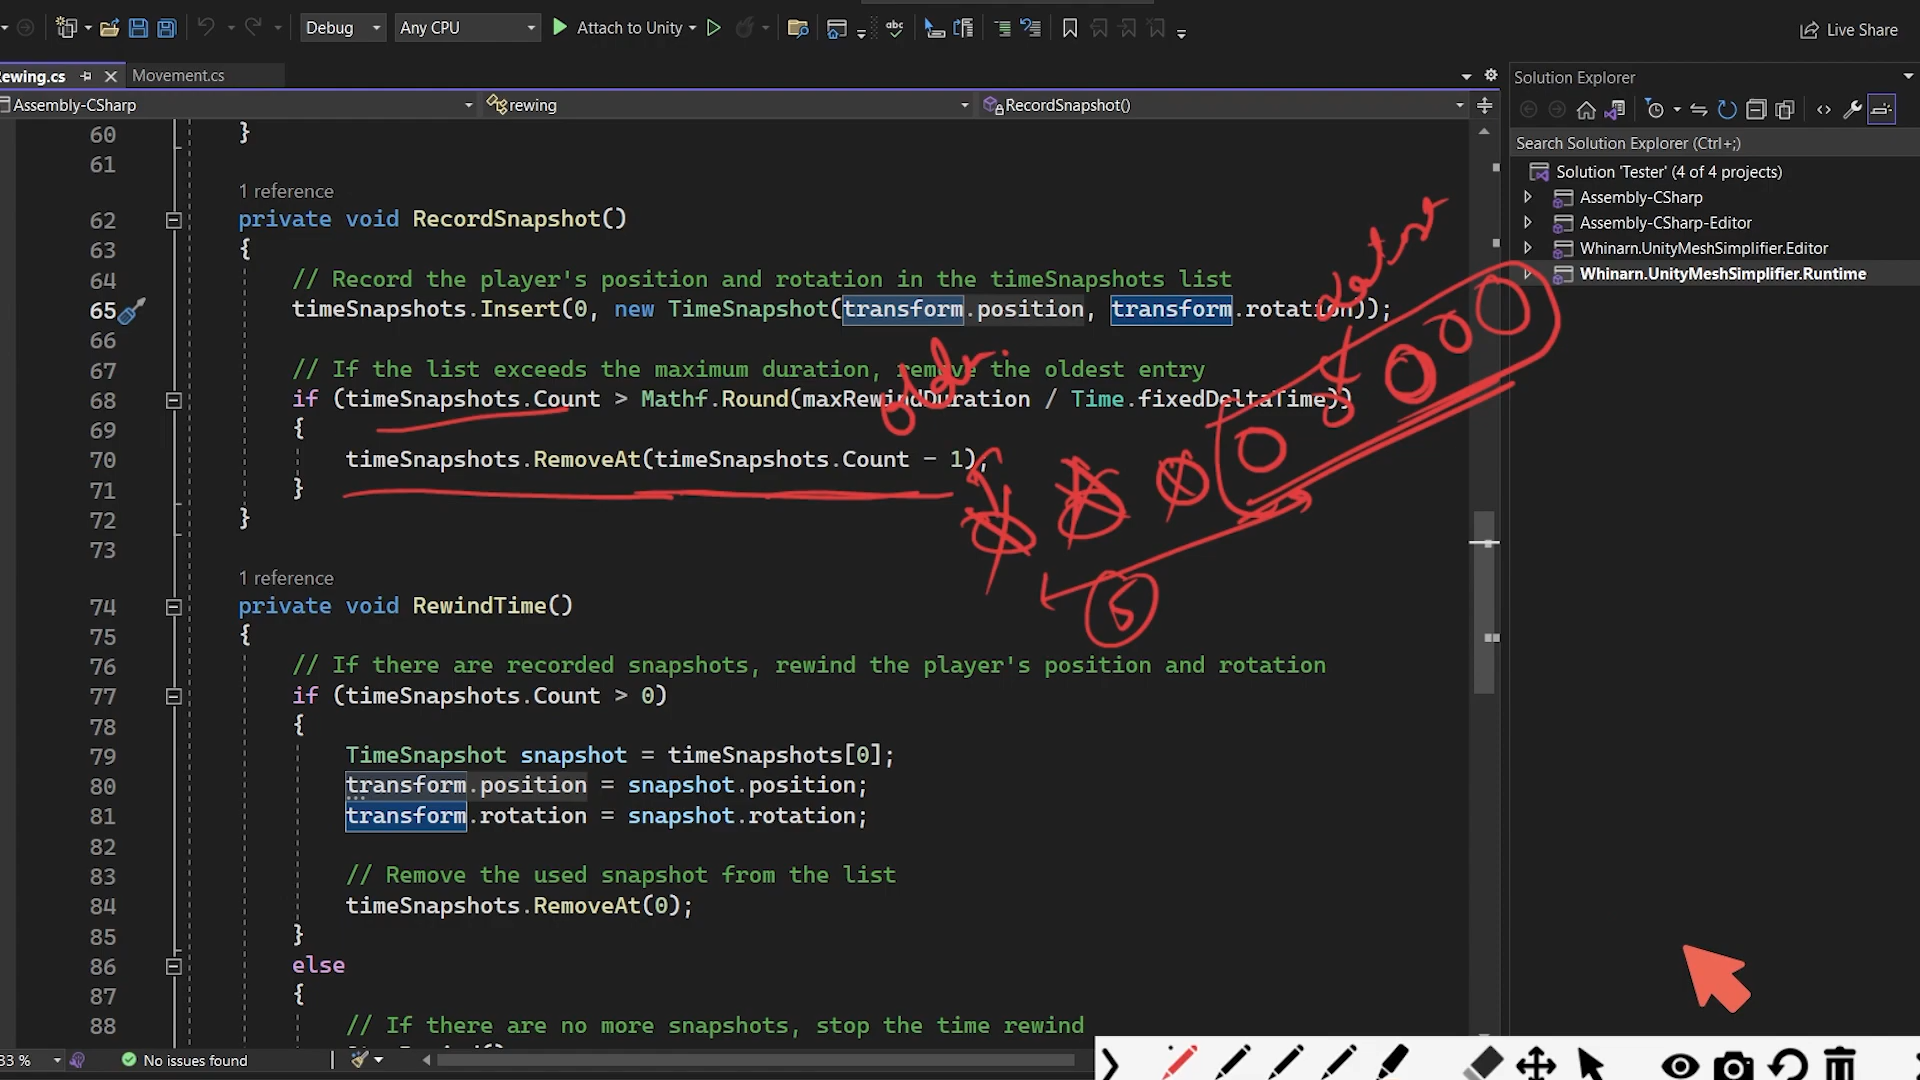 Debug
Any CPU
Attach to Unity
abc
Live Share
ewing.cs
Movement.cs
Solution Explorer
Assembly-CSharp
rewing
RecordSnapshot()
Search Solution Explorer (Ctrl+;)
Solution 'Tester' (4 of 4 projects)
Assembly-CSharp
Assembly-CSharp-Editor
Whinarn.UnityMeshSimplifier.Editor
Whinarn.UnityMeshSimplifier.Runtime
60 }
61
1 reference
62 private void RecordSnapshot()
63 {
64 // Record the player's position and rotation in the timeSnapshots list
65 timeSnapshots.Insert(0, new TimeSnapshot(transform.position, transform.rotation));
66
67 // If the list exceeds the maximum duration, remove the oldest entry
68 if (timeSnapshots.Count > Mathf.Round(maxRewindDuration / Time.fixedDeltaTime))
69 {
70 timeSnapshots.RemoveAt(timeSnapshots.Count - 1);
71 }
72 }
73
5
1 reference
74 private void RewindTime()
75 {
76 // If there are recorded snapshots, rewind the player's position and rotation
77 if (timeSnapshots.Count > 0)
78 {
79 TimeSnapshot snapshot = timeSnapshots[0];
80 transform.position = snapshot.position;
81 transform.rotation = snapshot.rotation;
82
83 // Remove the used snapshot from the list
84 timeSnapshots.RemoveAt(0);
85 }
86 else
87 {
88 // If there are no more snapshots, stop the time rewind
33 %
No issues found